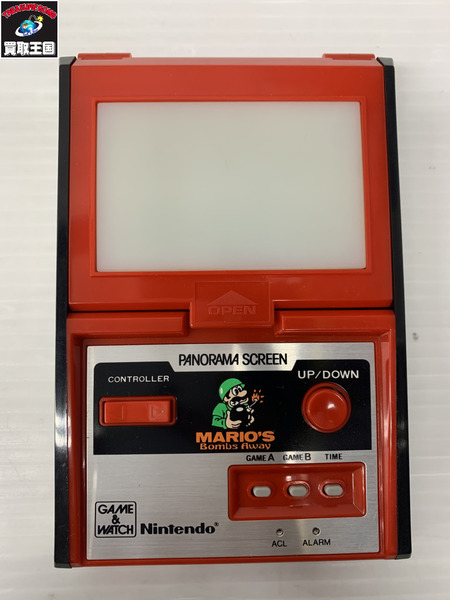 買取王国
OPEN
PANORAMA SCREEN
CONTROLLER
UP/DOWN
MARIO'S
Bombs Away
GAME A
GAME B
TIME
GAME
&
WATCH
Nintendo®
ACL
ALARM